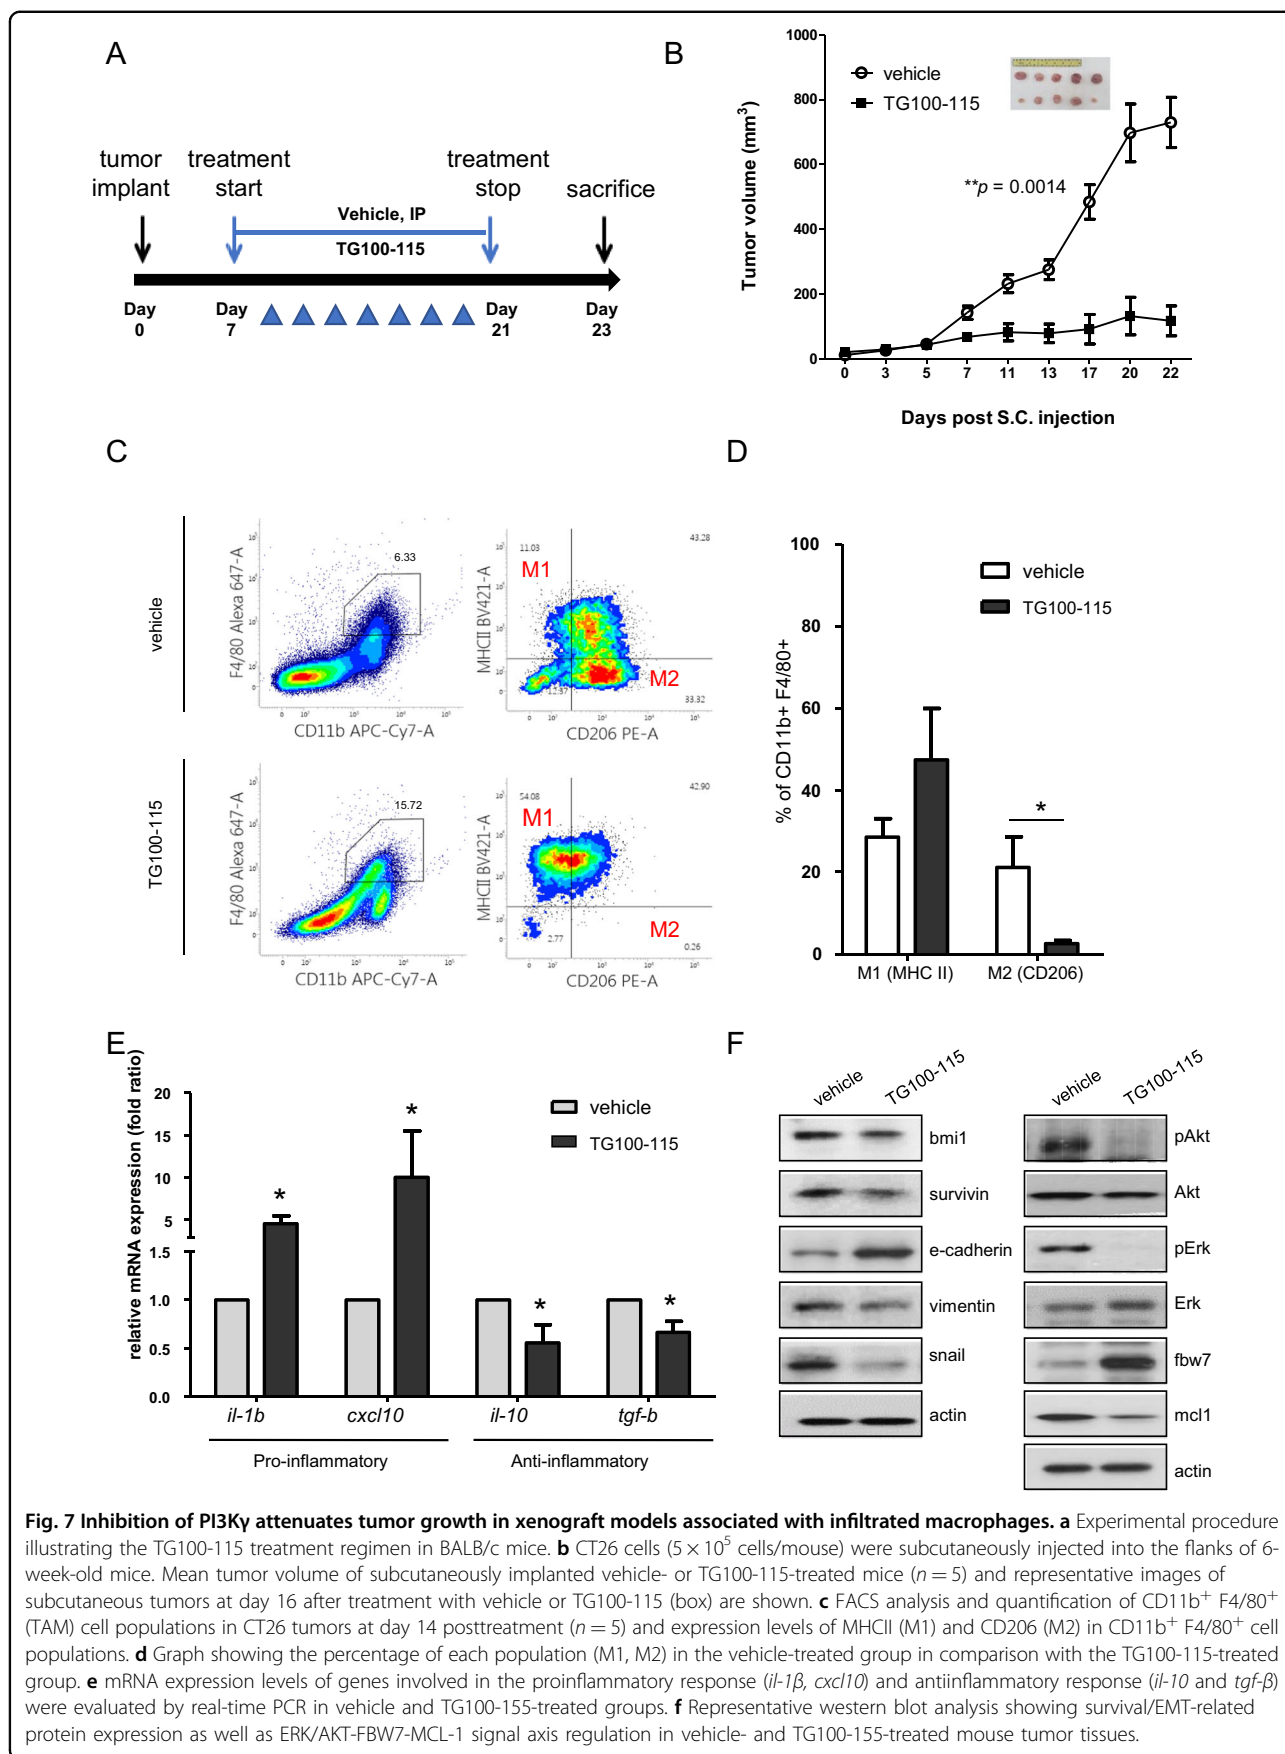 A
tumor implant
treatment start
treatment stop
sacrifice
Vehicle, IP
TG100-115
Day 0
Day 7
Day 21
Day 23
B
vehicle
TG100-115
**p = 0.0014
Tumor volume (mm³)
1000
800
600
400
200
0
0 3 5 7 11 13 17 20 22
Days post S.C. injection
C
vehicle
F4/80 Alexa 647-A
6.33
CD11b APC-Cy7-A
MHCII BV421-A
11.03
43.28
M1
M2
33.32
CD206 PE-A
TG100-115
F4/80 Alexa 647-A
15.72
CD11b APC-Cy7-A
MHCII BV421-A
54.08
42.90
M1
M2
2.77
0.26
CD206 PE-A
D
% of CD11b+ F4/80+
100
80
60
40
20
0
vehicle
TG100-115
*
M1 (MHC II)
M2 (CD206)
E
relative mRNA expression (fold ratio)
20
15
10
5
1.5
1.0
0.5
0.0
vehicle
TG100-115
* * * *
il-1b cxcl10 il-10 tgf-b
Pro-inflammatory
Anti-inflammatory
F
vehicle TG100-115
bmi1
survivin
e-cadherin
vimentin
snail
actin
vehicle TG100-115
pAkt
Akt
pErk
Erk
fbw7
mcl1
actin
Fig. 7 Inhibition of PI3Kγ attenuates tumor growth in xenograft models associated with infiltrated macrophages. a Experimental procedure
illustrating the TG100-115 treatment regimen in BALB/c mice. b CT26 cells (5 × 10⁵ cells/mouse) were subcutaneously injected into the flanks of 6-
week-old mice. Mean tumor volume of subcutaneously implanted vehicle- or TG100-115-treated mice (n = 5) and representative images of
subcutaneous tumors at day 16 after treatment with vehicle or TG100-115 (box) are shown. c FACS analysis and quantification of CD11b⁺ F4/80⁺
(TAM) cell populations in CT26 tumors at day 14 posttreatment (n = 5) and expression levels of MHCII (M1) and CD206 (M2) in CD11b⁺ F4/80⁺ cell
populations. d Graph showing the percentage of each population (M1, M2) in the vehicle-treated group in comparison with the TG100-115-treated
group. e mRNA expression levels of genes involved in the proinflammatory response (il-1β, cxcl10) and antiinflammatory response (il-10 and tgf-β)
were evaluated by real-time PCR in vehicle and TG100-155-treated groups. f Representative western blot analysis showing survival/EMT-related
protein expression as well as ERK/AKT-FBW7-MCL-1 signal axis regulation in vehicle- and TG100-155-treated mouse tumor tissues.